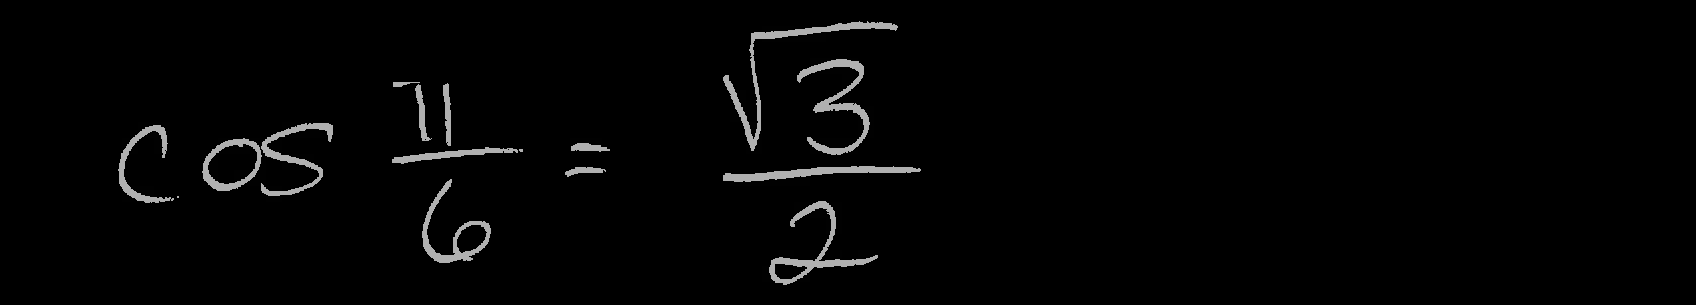 cos π/6 = √3/2